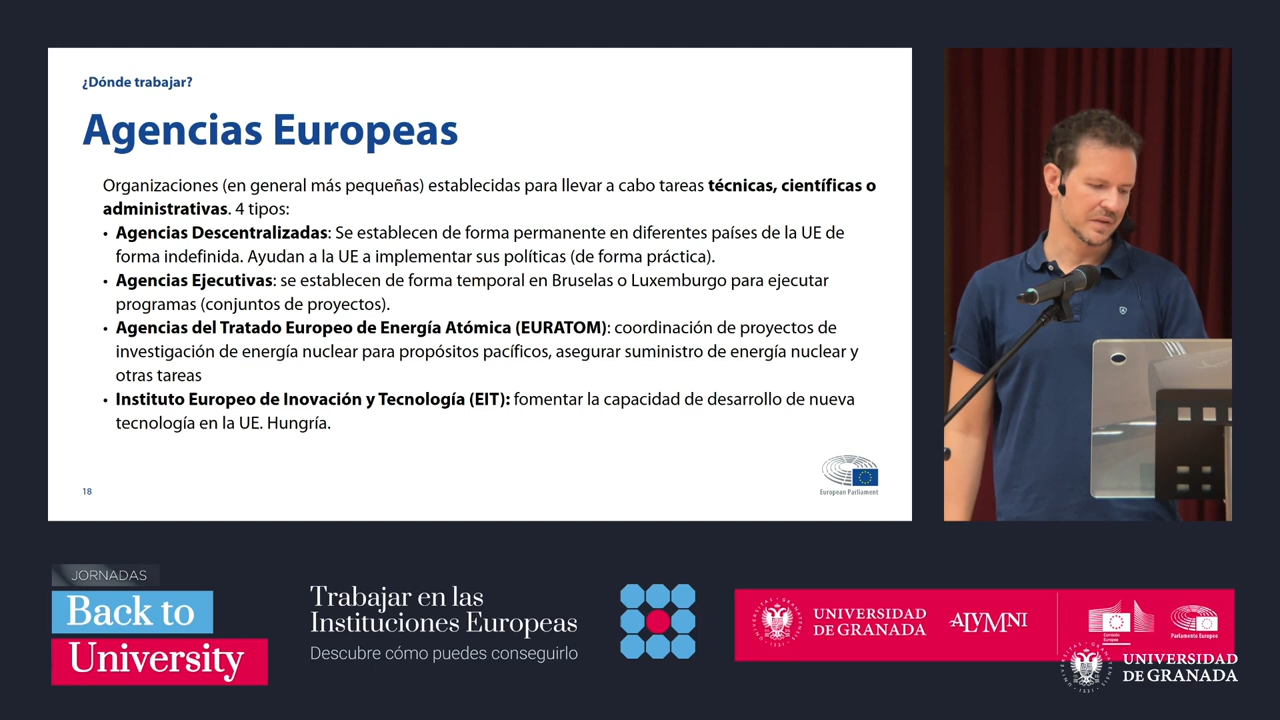 ¿Dónde trabajar?
Agencias Europeas
Organizaciones (en general más pequeñas) establecidas para llevar a cabo tareas técnicas, científicas o
administrativas. 4 tipos:
• Agencias Descentralizadas: Se establecen de forma permanente en diferentes países de la UE de
forma indefinida. Ayudan a la UE a implementar sus políticas (de forma práctica).
• Agencias Ejecutivas: se establecen de forma temporal en Bruselas o Luxemburgo para ejecutar
programas (conjuntos de proyectos).
• Agencias del Tratado Europeo de Energía Atómica (EURATOM): coordinación de proyectos de
investigación de energía nuclear para propósitos pacíficos, asegurar suministro de energía nuclear y
otras tareas
• Instituto Europeo de Inovación y Tecnología (EIT): fomentar la capacidad de desarrollo de nueva
tecnología en la UE. Hungría.
18
European Parliament
JORNADAS
Back to
University
Trabajar en las
Instituciones Europeas
Descubre cómo puedes conseguirlo
UNIVERSIDAD
DE GRANADA
ALVMNI
Comisión
Europea
Parlamento Europeo
UNIVERSIDAD
DE GRANADA